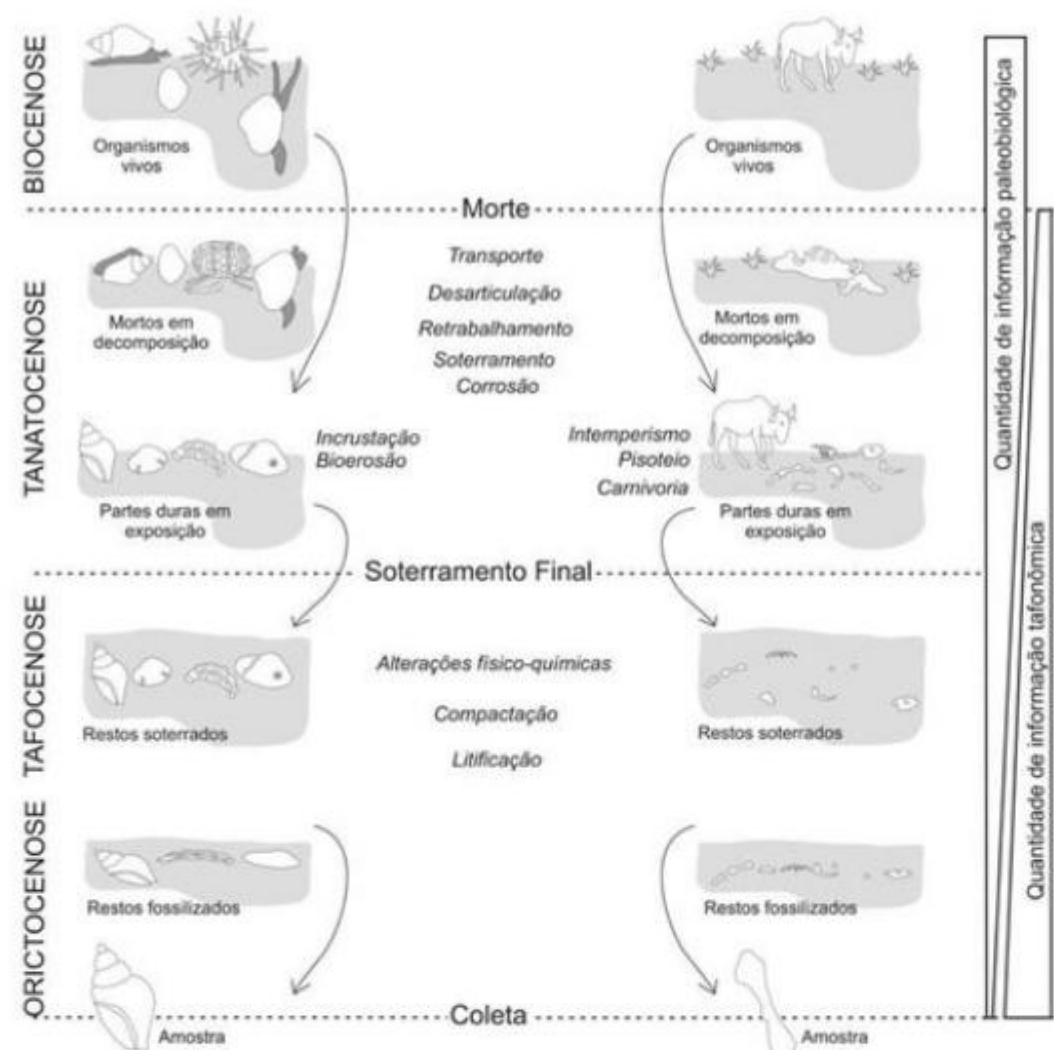 BIOCENOSE
Organismos
vivos
Organismos
vivos
Morte
TANATOCENOSE
Mortos em
decomposição
Transporte
Desarticulação
Retrabalhamento
Soterramento
Corrosão
Mortos em
decomposição
Incrustação
Bioerosão
Intemperismo
Pisoteio
Carnivoria
Partes duras em
exposição
Partes duras em
exposição
Soterramento Final
TAFOCENOSE
Alterações físico-químicas
Compactação
Litificação
Restos soterrados
Restos soterrados
ORICTOCENOSE
Restos fossilizados
Restos fossilizados
Coleta
Amostra
Amostra
Quantidade de informação paleobiológica
Quantidade de informação tafonômica